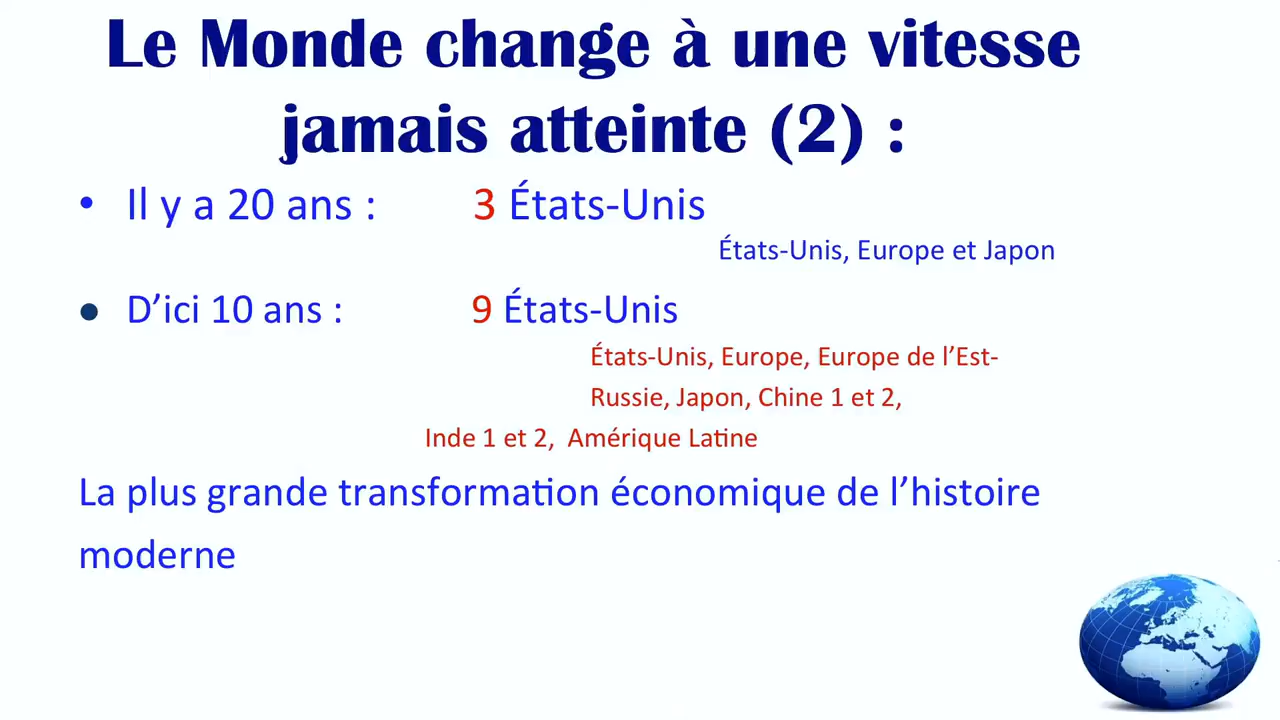 Le Monde change à une vitesse
jamais atteinte (2) :
• Il y a 20 ans : 3 États-Unis
États-Unis, Europe et Japon
• D’ici 10 ans : 9 États-Unis
États-Unis, Europe, Europe de l’Est-
Russie, Japon, Chine 1 et 2,
Inde 1 et 2, Amérique Latine
La plus grande transformation économique de l’histoire
moderne